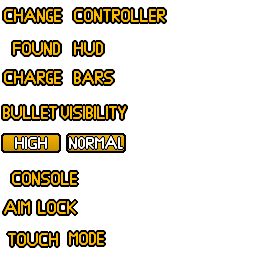 CHANGE CONTROLLER
FOUND HUD
CHARGE BARS
BULLET VISIBILITY
HIGH NORMAL
CONSOLE
AIM LOCK
TOUCH MODE